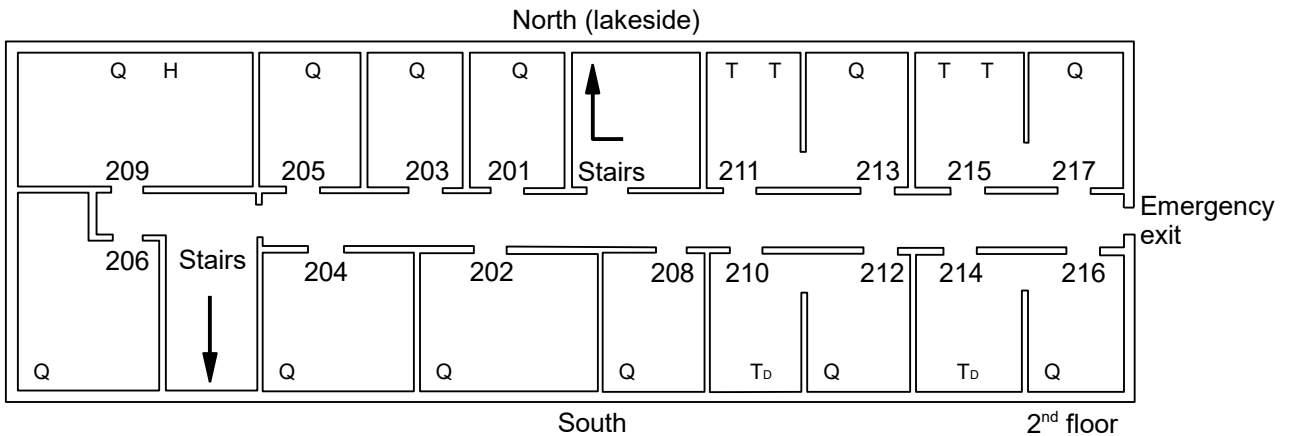 North (lakeside)
Q H Q Q Q T T Q T T Q
209 205 203 201 Stairs 211 213 215 217
Emergency
exit
206 Stairs 204 202 208 210 212 214 216
Q Q Q Q TD Q TD Q
South 2nd floor